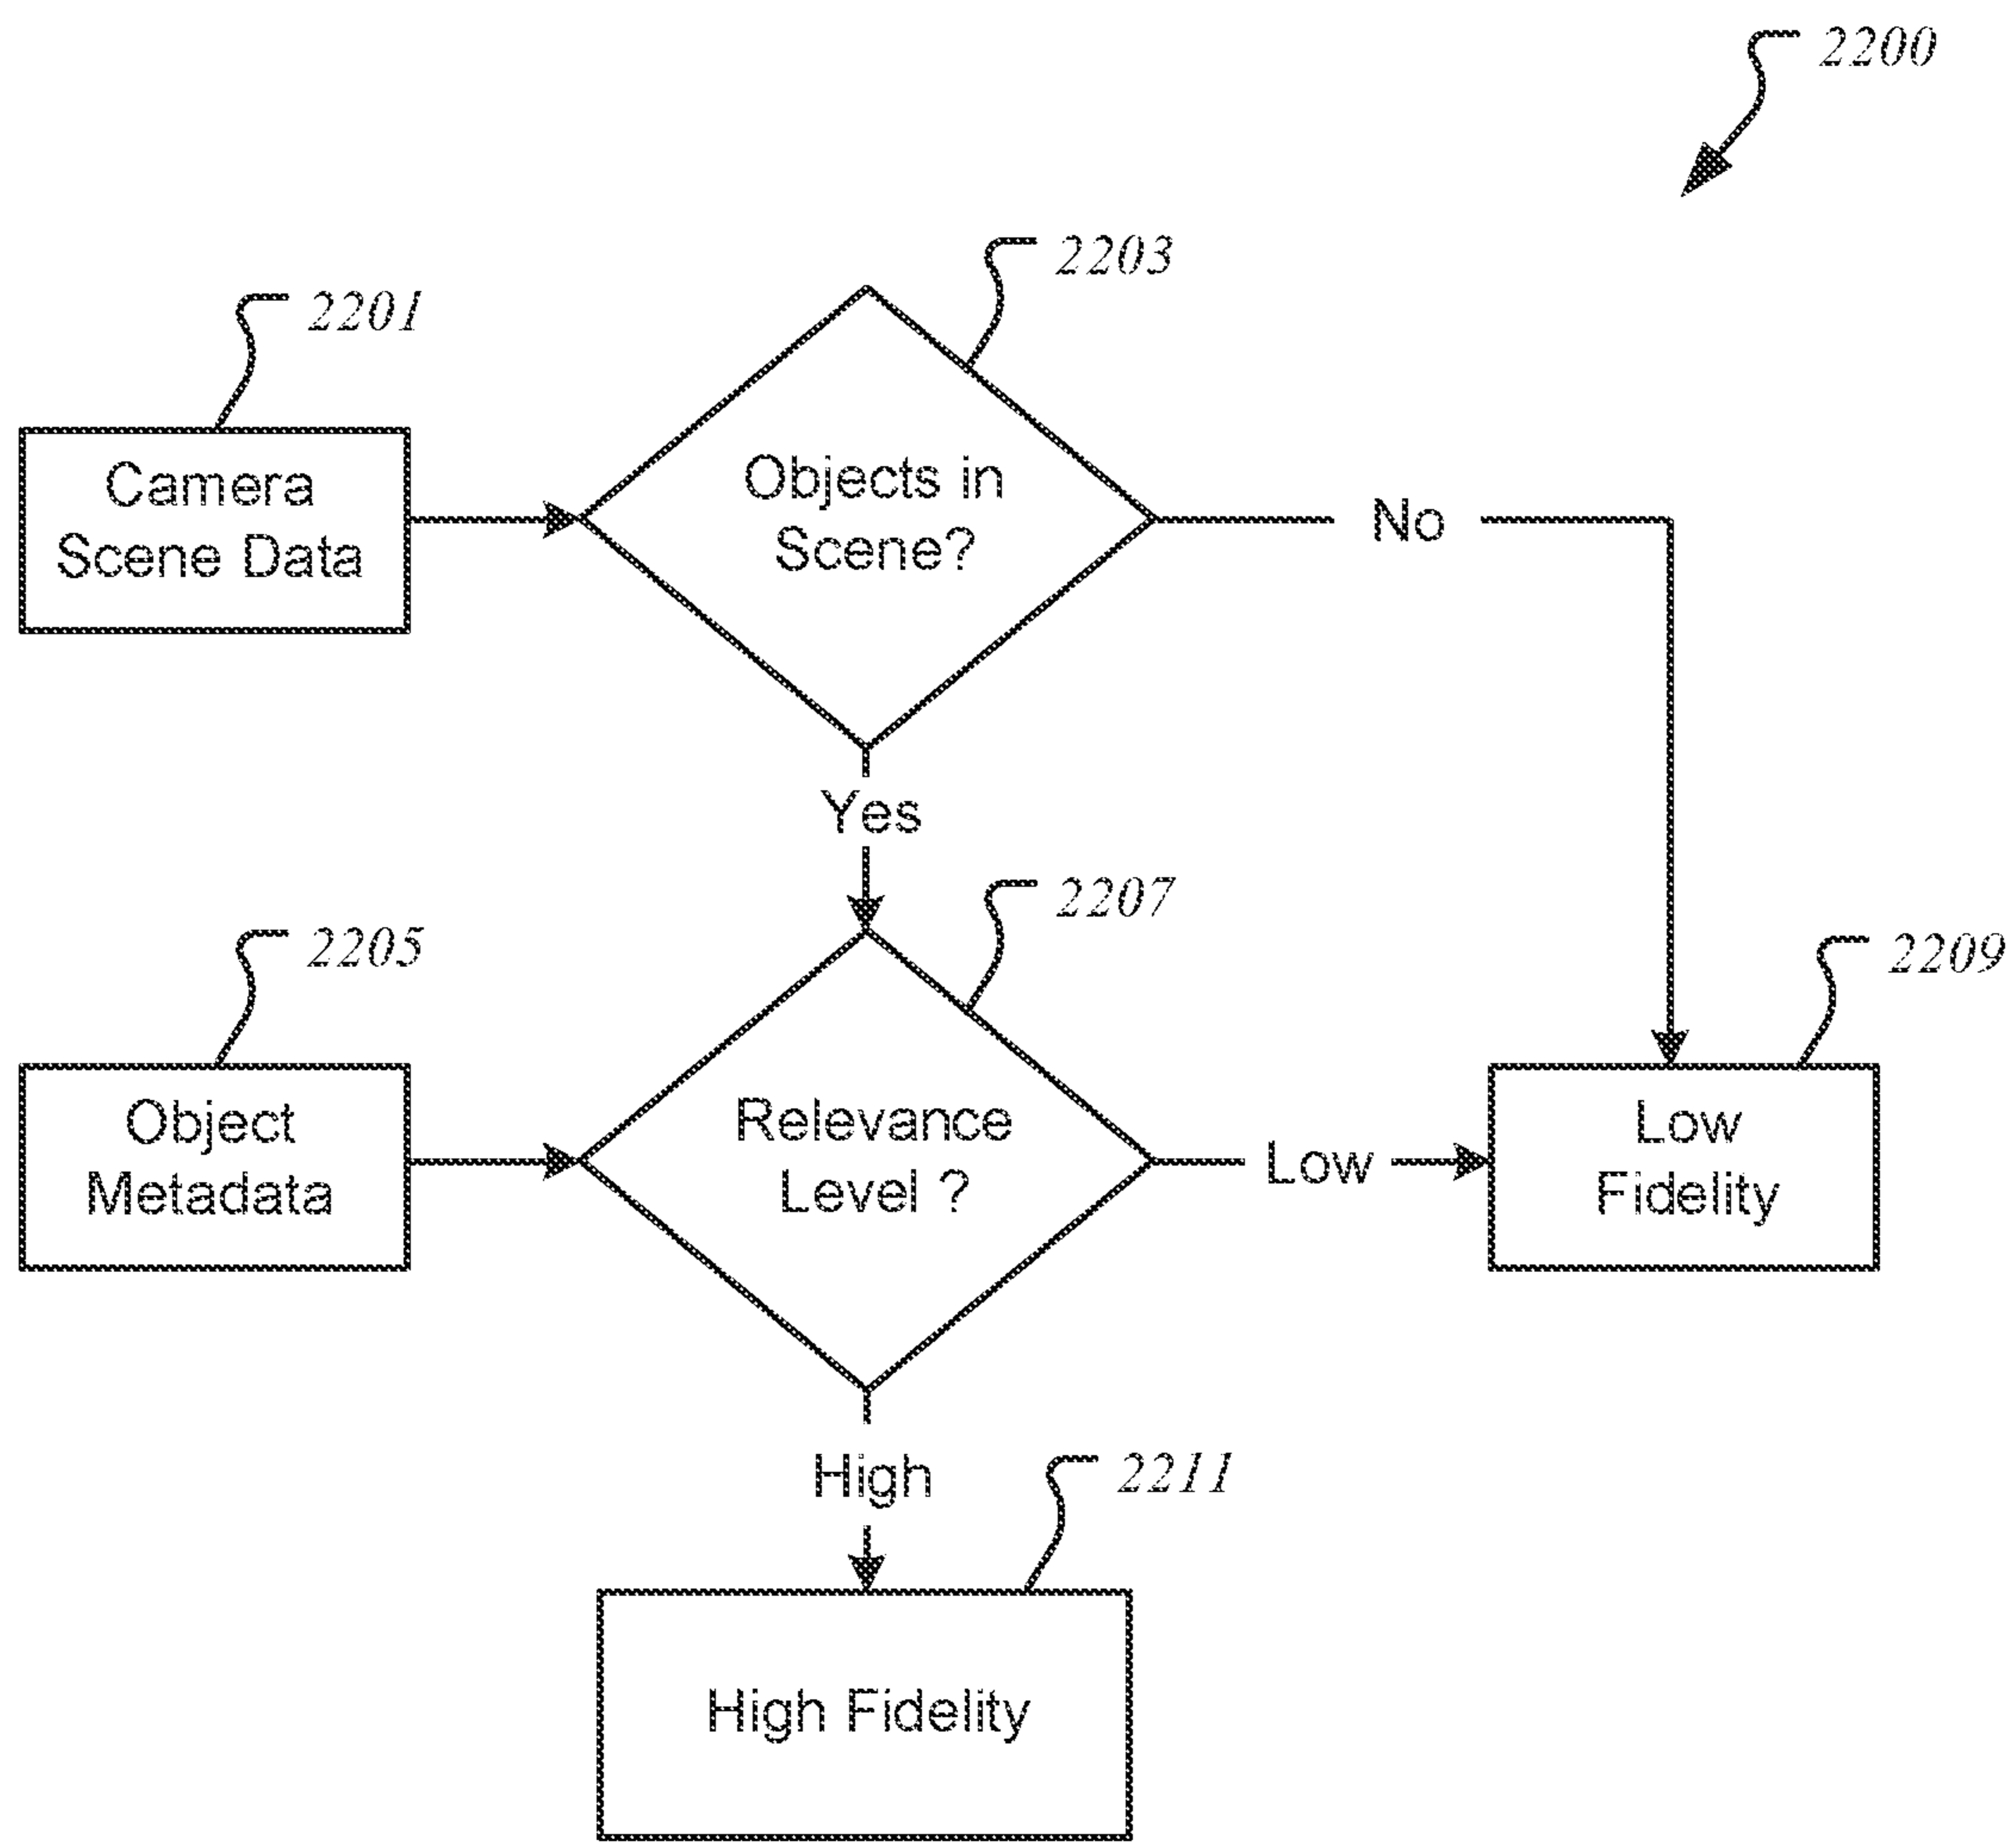 2200
2203
2201
Camera
Scene Data
Objects in
Scene?
No
Yes
2207
2205
2209
Object
Metadata
Relevance
Level ?
Low
Low
Fidelity
High
2211
High Fidelity